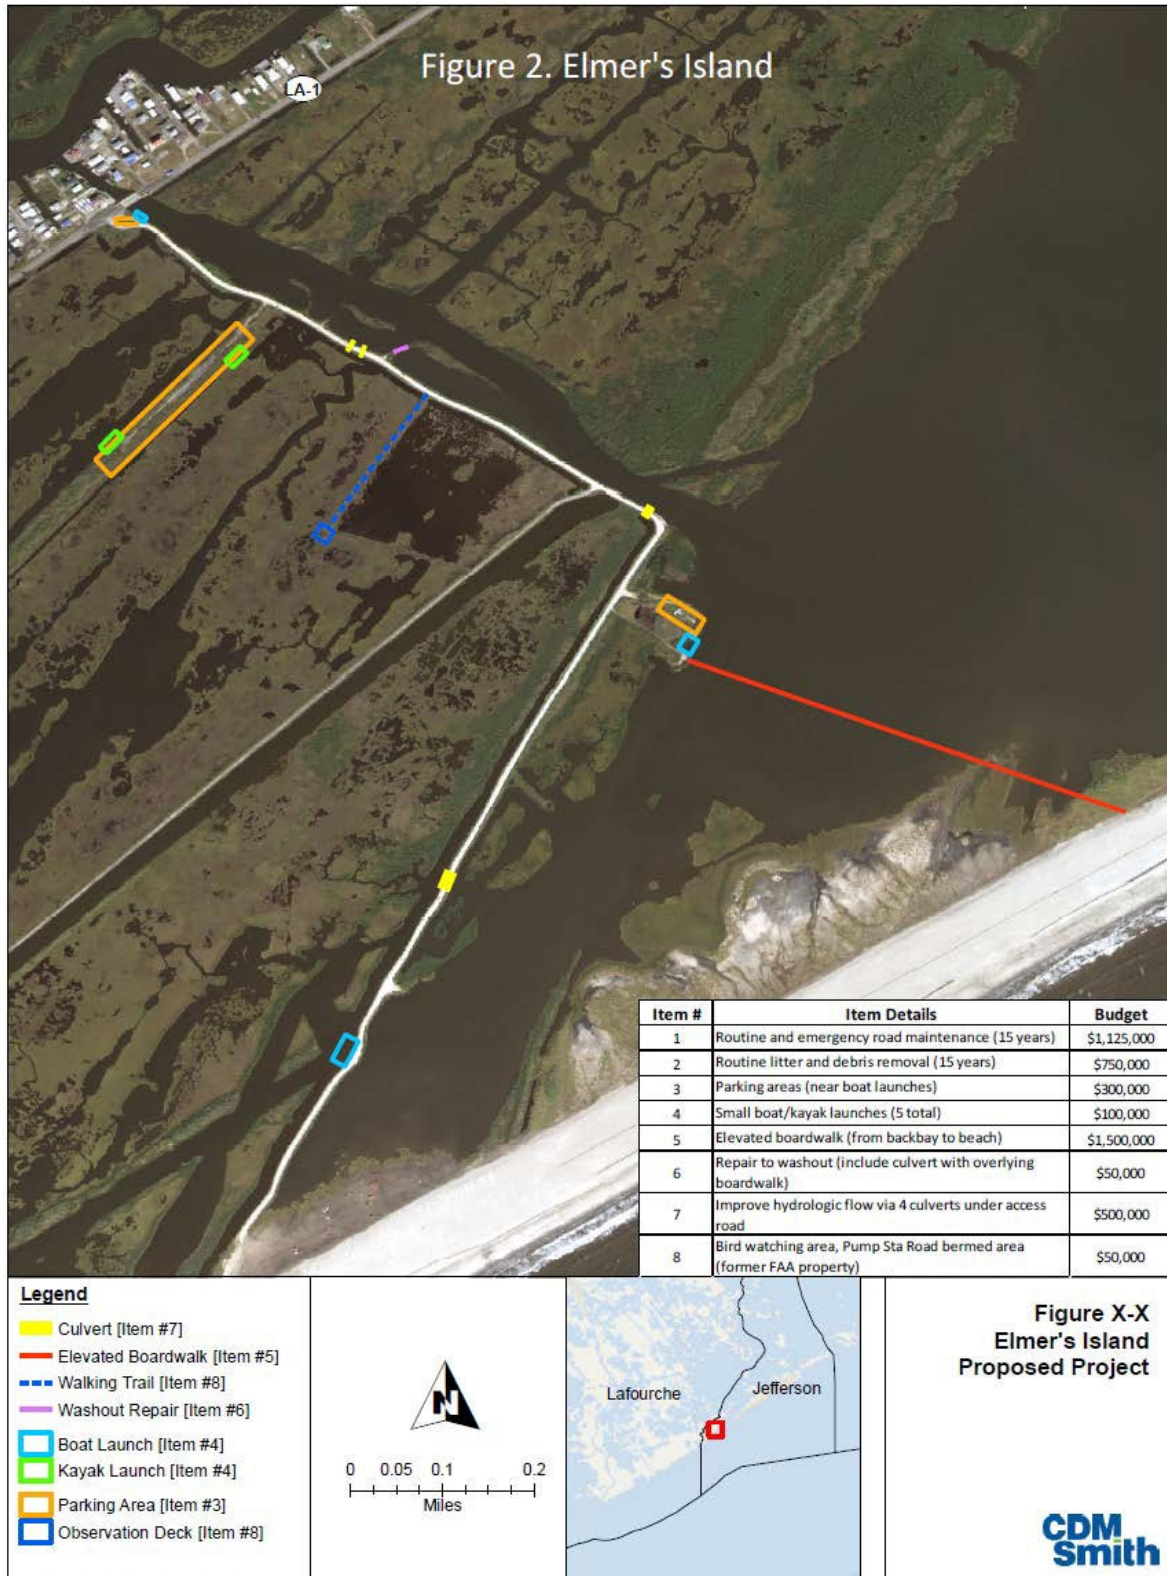 Figure 2. Elmer's Island
LA-1
Item # Item Details Budget
1 Routine and emergency road maintenance (15 years) $1,125,000
2 Routine litter and debris removal (15 years) $750,000
3 Parking areas (near boat launches) $300,000
4 Small boat/kayak launches (5 total) $100,000
5 Elevated boardwalk (from backbay to beach) $1,500,000
6 Repair to washout (include culvert with overlying
boardwalk) $50,000
7 Improve hydrologic flow via 4 culverts under access
road $500,000
8 Bird watching area, Pump Sta Road bermed area
(former FAA property) $50,000
Legend
Culvert [Item #7]
Elevated Boardwalk [Item #5]
Walking Trail [Item #8]
Washout Repair [Item #6]
Boat Launch [Item #4]
Kayak Launch [Item #4]
Parking Area [Item #3]
Observation Deck [Item #8]
N
0 0.05 0.1 0.2
Miles
Lafourche
Jefferson
Figure X-X
Elmer's Island
Proposed Project
CDM
Smith